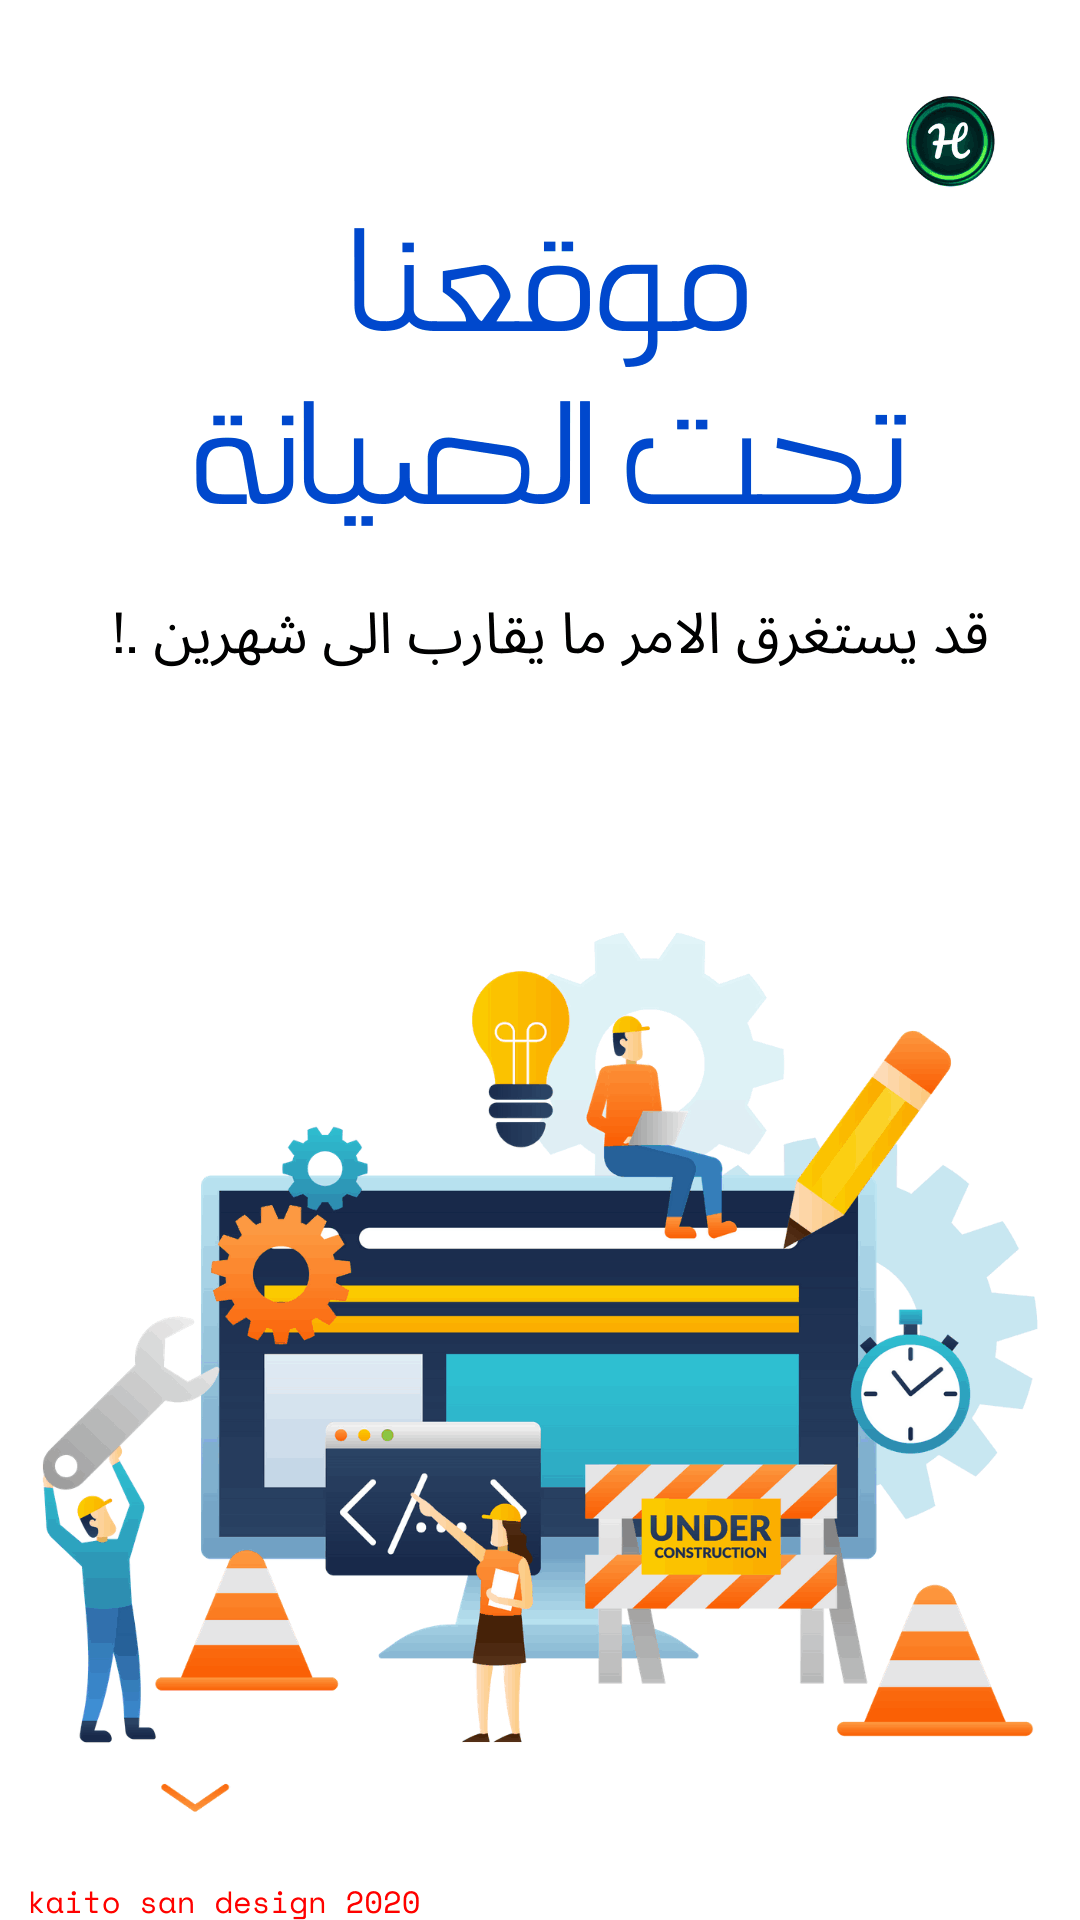 H
موقعنا
تحت الصيانة
قد يستغرق الامر ما يقارب الى شهرين .!
</...>
UNDER
CONSTRUCTION
kaito san design 2020